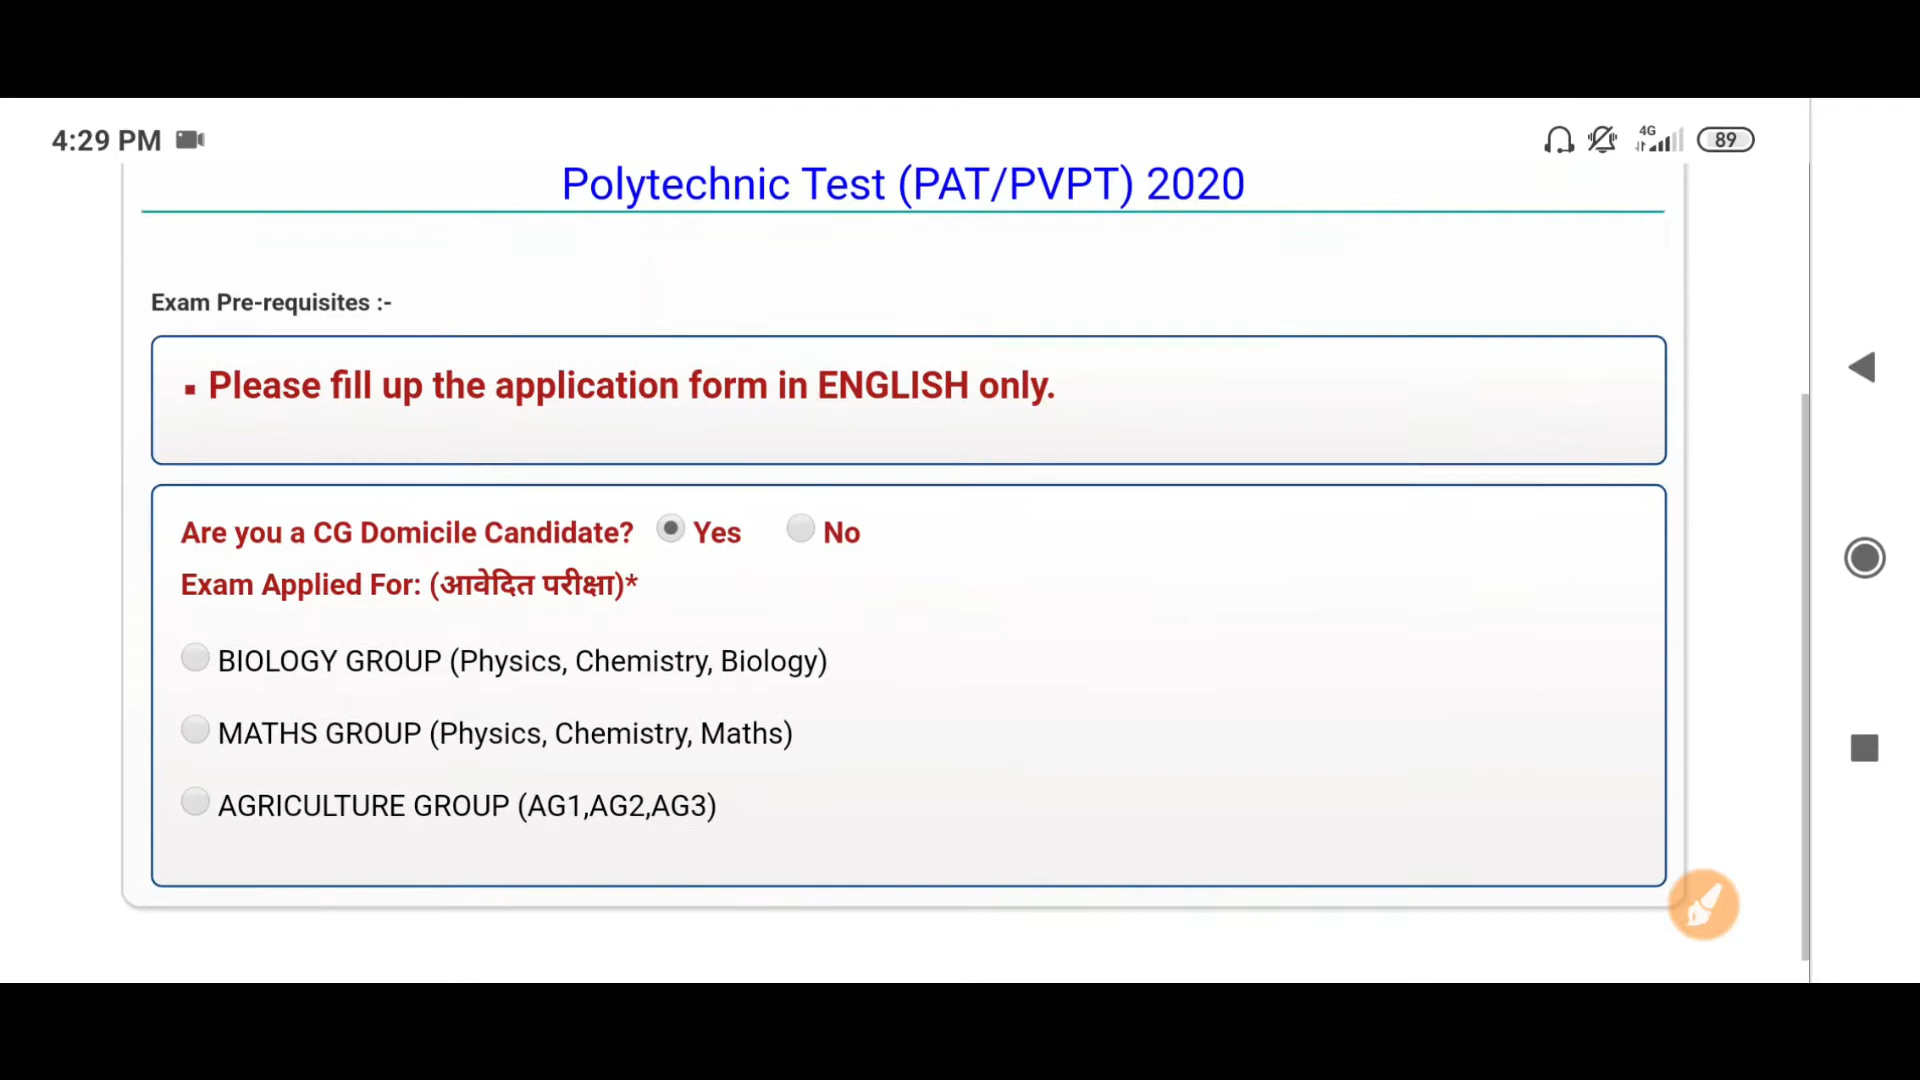 4:29 PM
4G
89
Polytechnic Test (PAT/PVPT) 2020
Exam Pre-requisites :-
▪ Please fill up the application form in ENGLISH only.
Are you a CG Domicile Candidate? Yes No
Exam Applied For: (आवेदित परीक्षा)*
BIOLOGY GROUP (Physics, Chemistry, Biology)
MATHS GROUP (Physics, Chemistry, Maths)
AGRICULTURE GROUP (AG1,AG2,AG3)